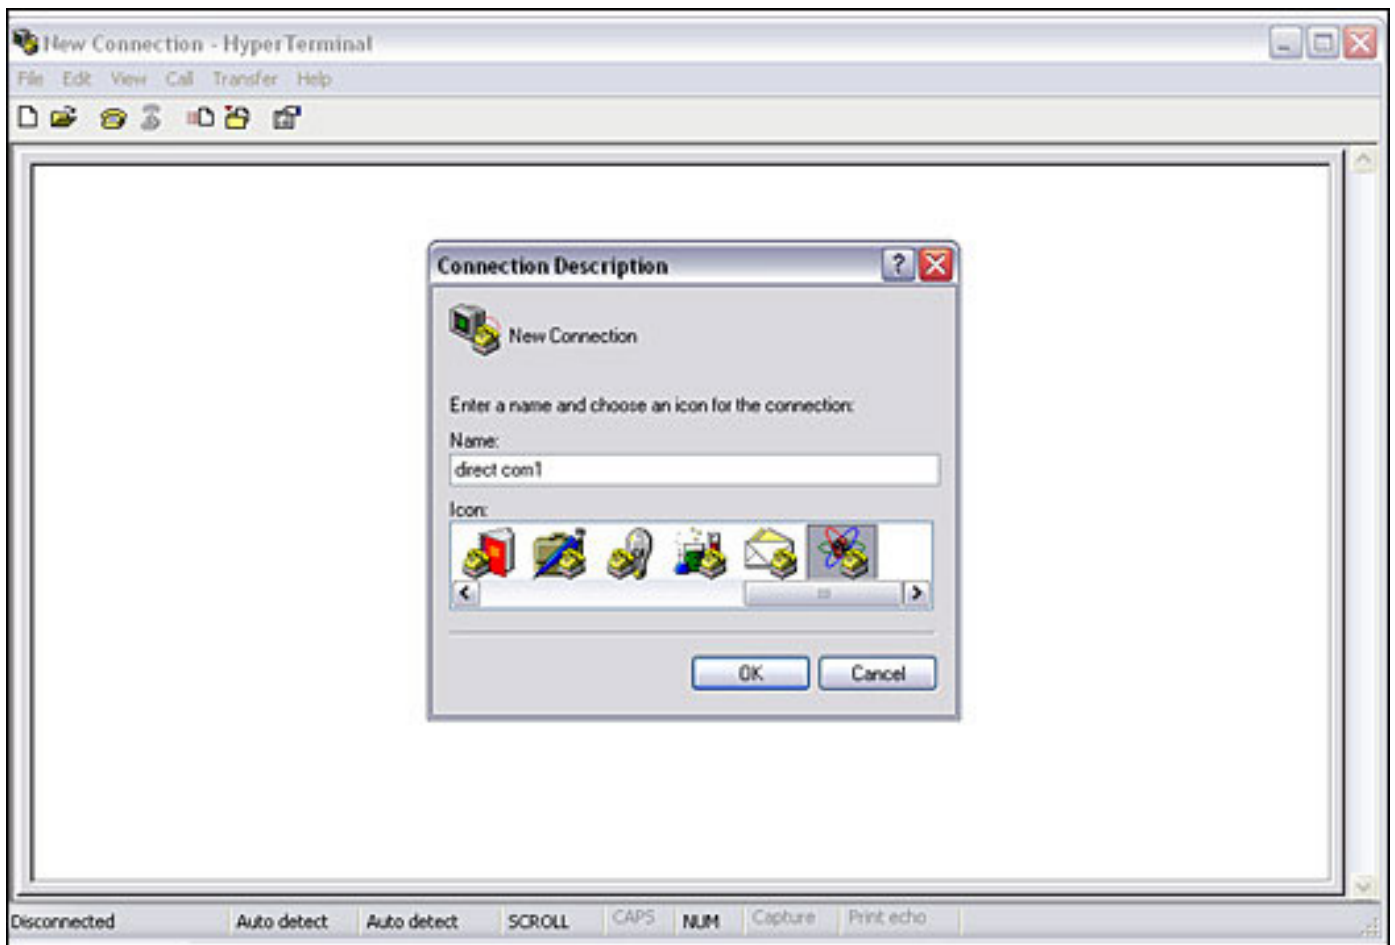 New Connection - HyperTerminal
File Edit View Call Transfer Help
Connection Description
New Connection
Enter a name and choose an icon for the connection:
Name:
direct com1
Icon:
OK Cancel
Disconnected Auto detect Auto detect SCROLL CAPS NUM Capture Print echo